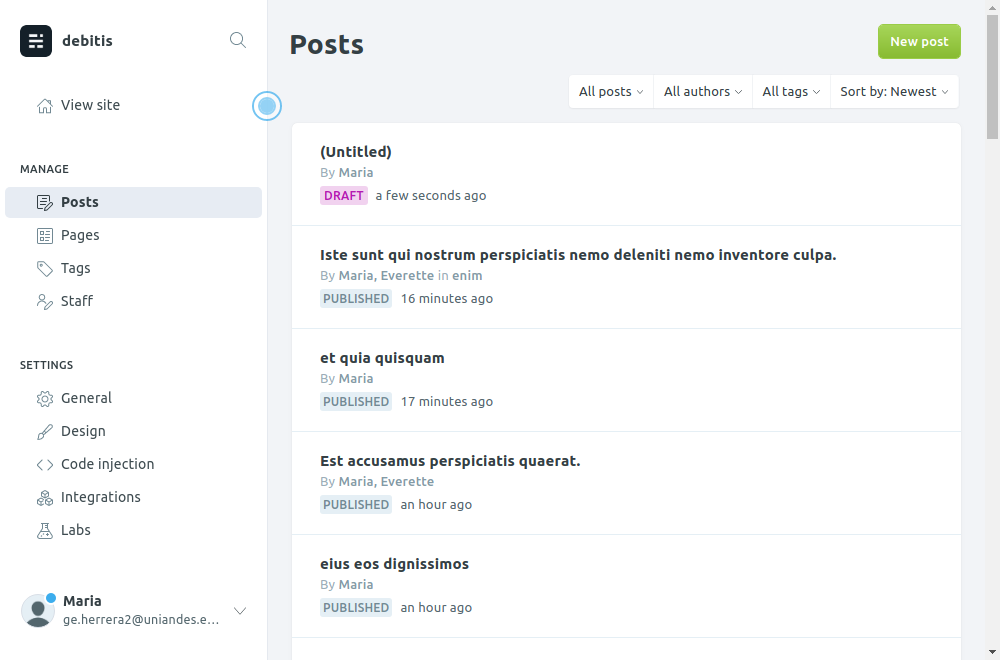 debitis
View site
MANAGE
Posts
Pages
Tags
Staff
SETTINGS
General
Design
Code injection
Integrations
Labs
Maria
ge.herrera2@uniandes.e...
Posts
New post
All posts
All authors
All tags
Sort by: Newest
(Untitled)
By Maria
DRAFT a few seconds ago
Iste sunt qui nostrum perspiciatis nemo deleniti nemo inventore culpa.
By Maria, Everette in enim
PUBLISHED 16 minutes ago
et quia quisquam
By Maria
PUBLISHED 17 minutes ago
Est accusamus perspiciatis quaerat.
By Maria, Everette
PUBLISHED an hour ago
eius eos dignissimos
By Maria
PUBLISHED an hour ago